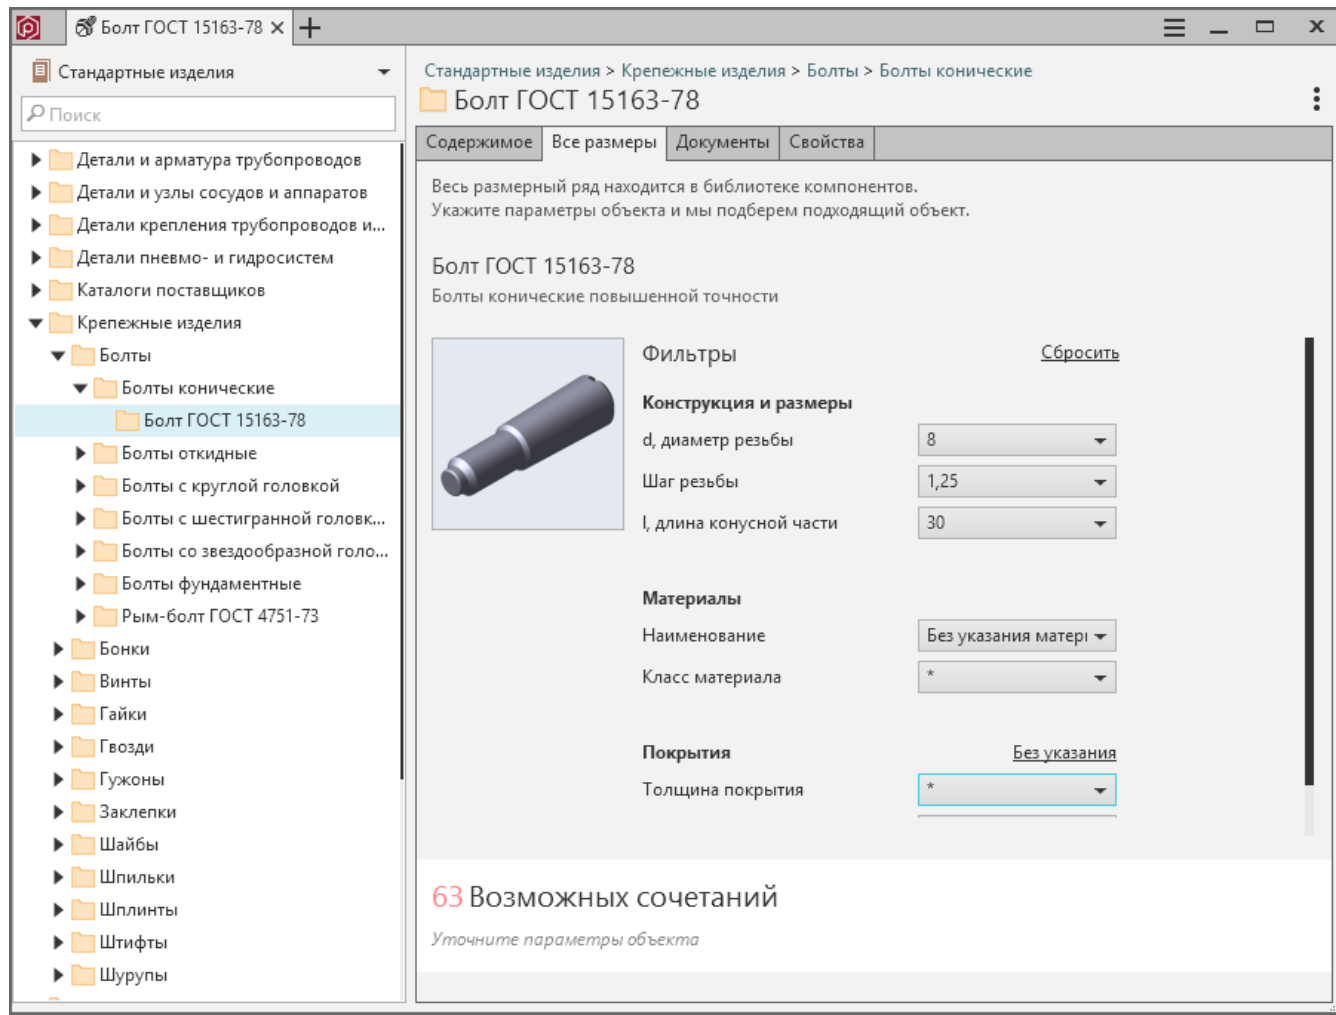 Болт ГОСТ 15163-78
Стандартные изделия
Поиск
Детали и арматура трубопроводов
Детали и узлы сосудов и аппаратов
Детали крепления трубопроводов и...
Детали пневмо- и гидросистем
Каталоги поставщиков
Крепежные изделия
Болты
Болты конические
Болт ГОСТ 15163-78
Болты откидные
Болты с круглой головкой
Болты с шестигранной головк...
Болты со звездообразной голо...
Болты фундаментные
Рым-болт ГОСТ 4751-73
Бонки
Винты
Гайки
Гвозди
Гужоны
Заклепки
Шайбы
Шпильки
Шплинты
Штифты
Шурупы
Стандартные изделия > Крепежные изделия > Болты > Болты конические
Болт ГОСТ 15163-78
Содержимое Все размеры Документы Свойства
Весь размерный ряд находится в библиотеке компонентов.
Укажите параметры объекта и мы подберем подходящий объект.
Болт ГОСТ 15163-78
Болты конические повышенной точности
Фильтры Сбросить
Конструкция и размеры
d, диаметр резьбы 8
Шаг резьбы 1,25
l, длина конусной части 30
Материалы
Наименование Без указания матери
Класс материала *
Покрытия Без указания
Толщина покрытия *
63 Возможных сочетаний
Уточните параметры объекта